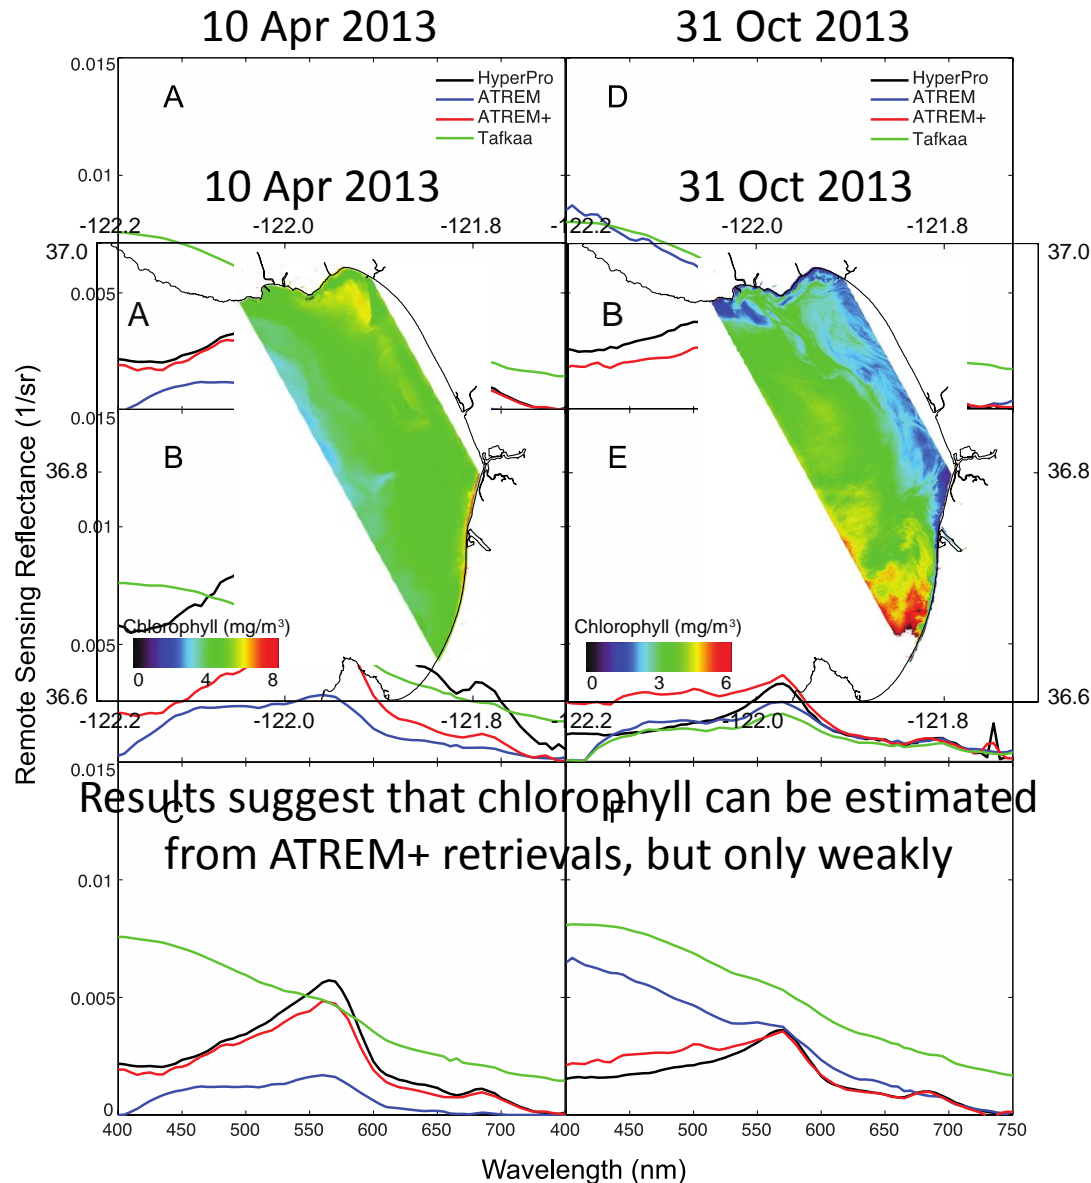 10 Apr 2013 31 Oct 2013
0.015
A D
HyperPro HyperPro
ATREM ATREM
ATREM+ ATREM+
Tafkaa Tafkaa
0.01
10 Apr 2013 31 Oct 2013
-122.2 -122.0 -121.8 -122.2 -122.0 -121.8
37.0 37.0
0.005
A B
0.015
B E
36.8 36.8
0.01
Chlorophyll (mg/m³) Chlorophyll (mg/m³)
0.005
0 4 8 0 3 6
36.6 36.6
-122.2 -122.0 -121.8 -122.2 -122.0 -121.8
0.015
Results suggest that chlorophyll can be estimated
C F
from ATREM+ retrievals, but only weakly
0.01
0.005
0
400 450 500 550 600 650 700 400 450 500 550 600 650 700 750
Wavelength (nm)
Remote Sensing Reflectance (1/sr)